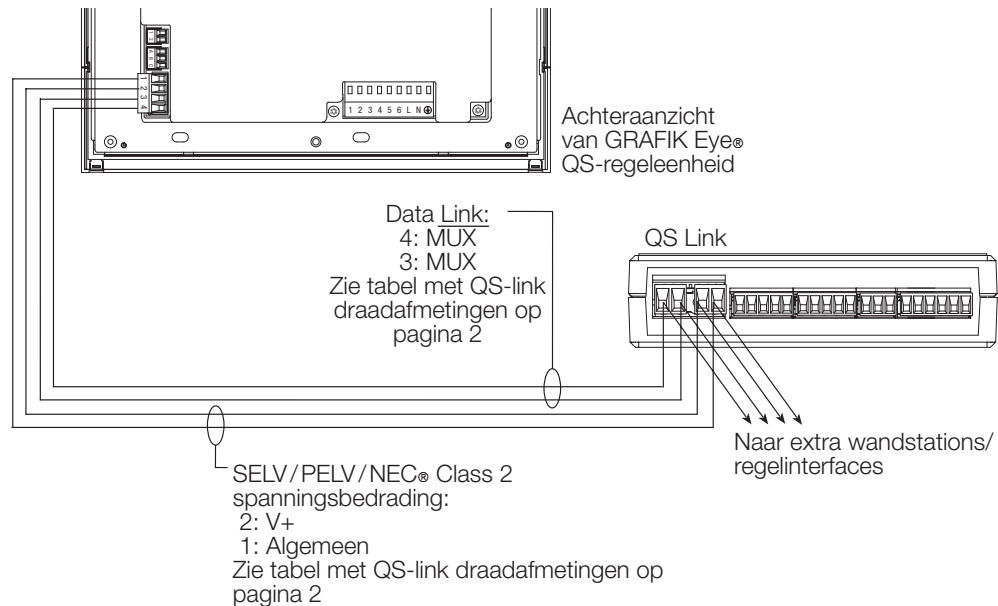 1 2
A B C
1
2
3
4
1 2 3 4 5 6 L N
Achteraanzicht
van GRAFIK Eye®
QS-regeleenheid
Data Link:
4: MUX
3: MUX
Zie tabel met QS-link
draadafmetingen op
pagina 2
QS Link
Naar extra wandstations/
regelinterfaces
SELV/PELV/NEC® Class 2
spanningsbedrading:
2: V+
1: Algemeen
Zie tabel met QS-link draadafmetingen op
pagina 2